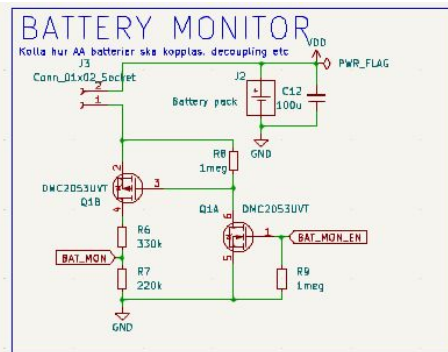 BATTERY MONITOR
Kolla hur AA batterier ska kopplas, decoupling etc
VDD
J3
Conn_01x02_Socket
PWR_FLAG
2
1
J2
Battery pack
+
C12
100u
GND
R8
1meg
2
3
DMC2053UVT
Q1B
4
Q1A
DMC2053UVT
6
1
BAT_MON_EN
5
R6
330k
BAT_MON
R7
220k
R9
1meg
GND